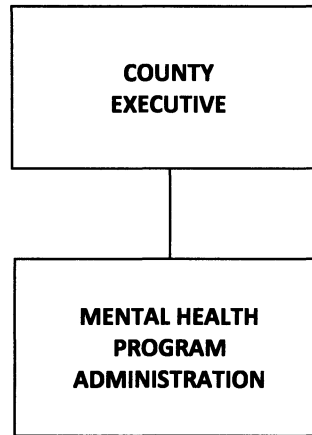 COUNTY
EXECUTIVE
MENTAL HEALTH
PROGRAM
ADMINISTRATION